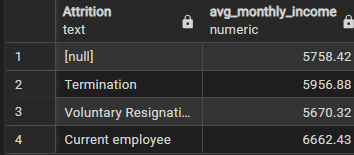 Attrition avg_monthly_income
text numeric
1 [null] 5758.42
2 Termination 5956.88
3 Voluntary Resignati... 5670.32
4 Current employee 6662.43